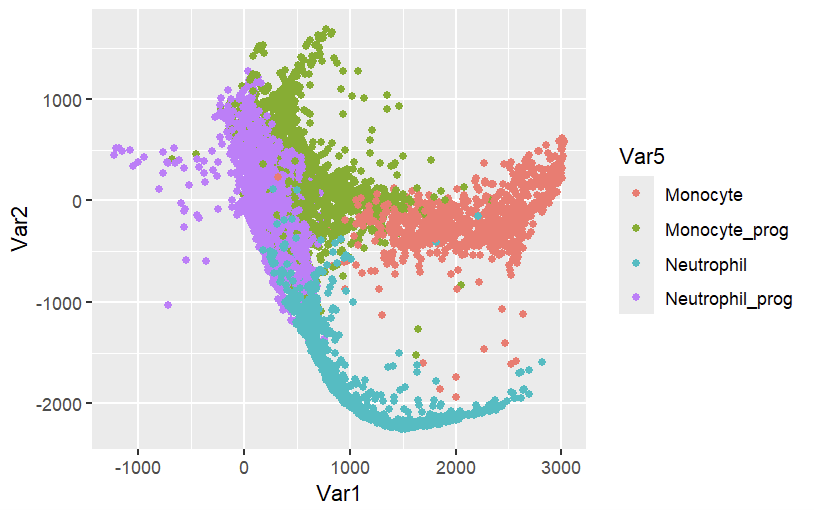 1000
0
-1000
-2000
Var2
-1000
0
1000
2000
3000
Var1
Var5
Monocyte
Monocyte_prog
Neutrophil
Neutrophil_prog